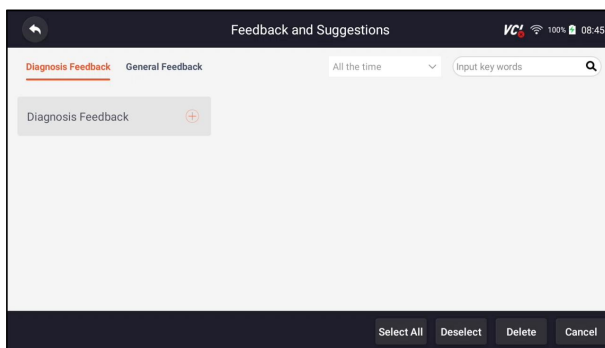 Feedback and Suggestions VCI 100% 08:45
Diagnosis Feedback General Feedback All the time Input key words
Diagnosis Feedback
Select All Deselect Delete Cancel